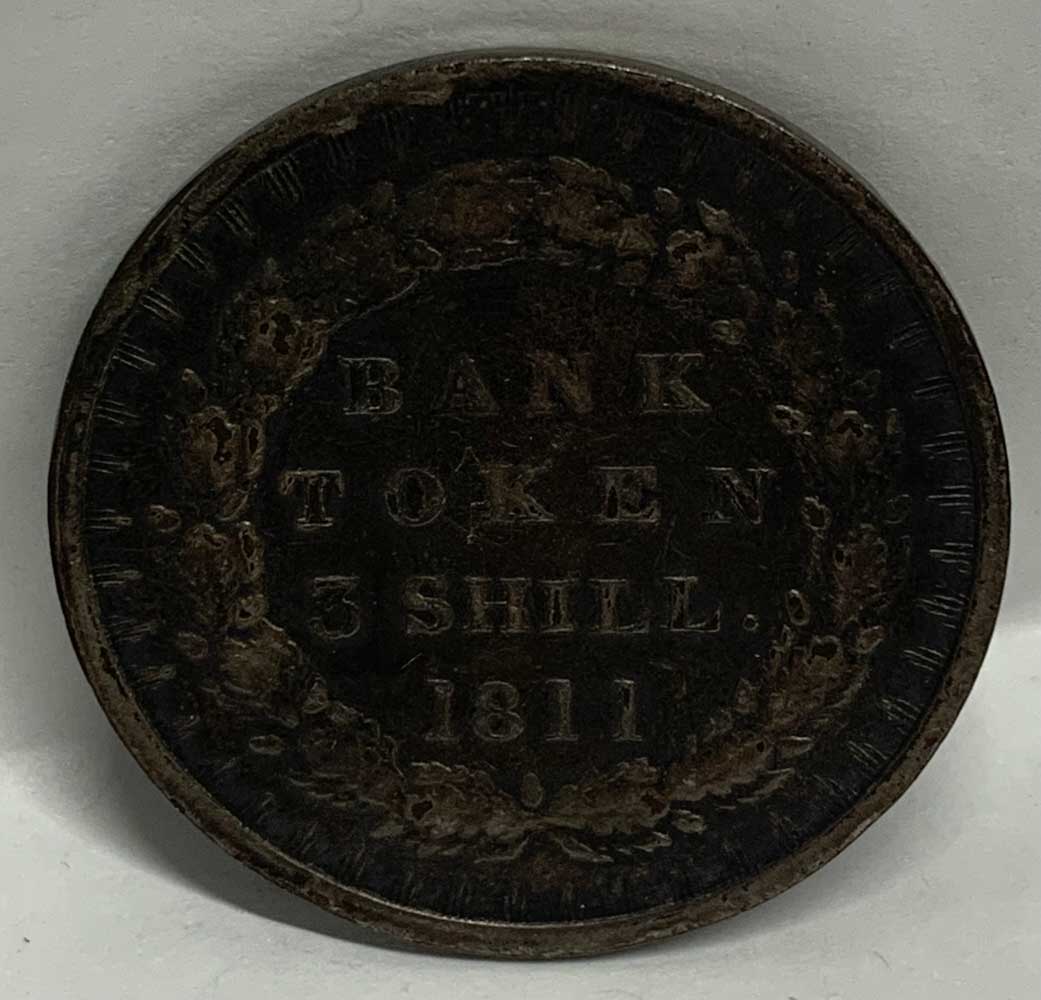 BANK
TOKEN
3 SHILL.
1811